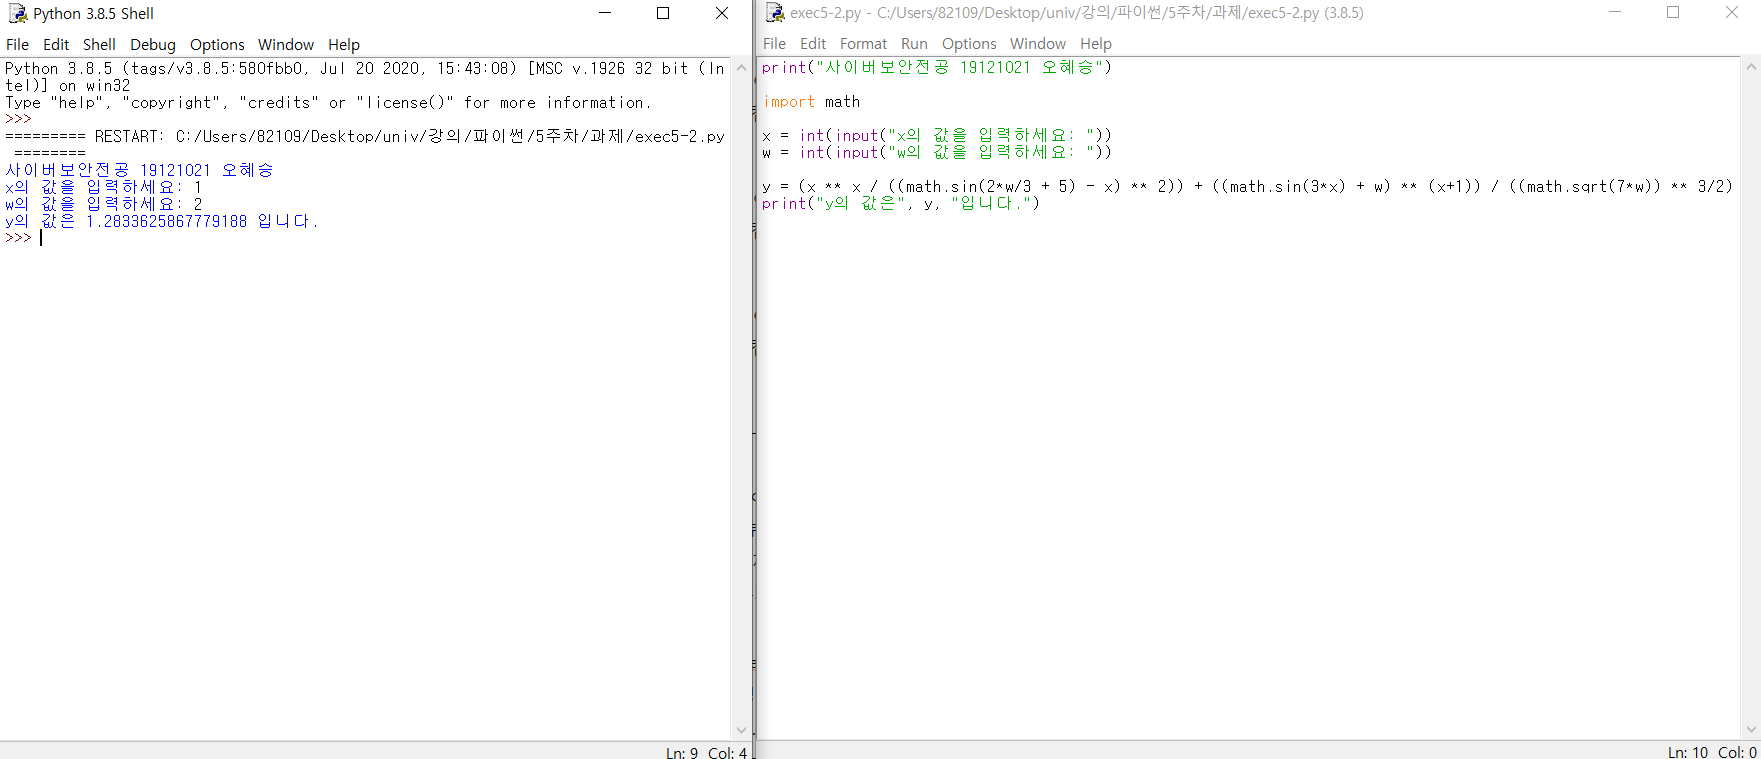 Python 3.8.5 Shell
File Edit Shell Debug Options Window Help
Python 3.8.5 (tags/v3.8.5:580fbb0, Jul 20 2020, 15:43:08) [MSC v.1926 32 bit (In
tel)] on win32
Type "help", "copyright", "credits" or "license()" for more information.
>>>
========= RESTART: C:/Users/82109/Desktop/univ/강의/파이썬/5주차/과제/exec5-2.py
========
사이버보안전공 19121021 오혜승
x의 값을 입력하세요: 1
w의 값을 입력하세요: 2
y의 값은 1.2833625867779188 입니다.
>>>
Ln: 9 Col: 4
exec5-2.py - C:/Users/82109/Desktop/univ/강의/파이썬/5주차/과제/exec5-2.py (3.8.5)
File Edit Format Run Options Window Help
print("사이버보안전공 19121021 오혜승")
import math
x = int(input("x의 값을 입력하세요: "))
w = int(input("w의 값을 입력하세요: "))
y = (x ** x / ((math.sin(2*w/3 + 5) - x) ** 2)) + ((math.sin(3*x) + w) ** (x+1)) / ((math.sqrt(7*w)) ** 3/2)
print("y의 값은", y, "입니다.")
Ln: 10 Col: 0